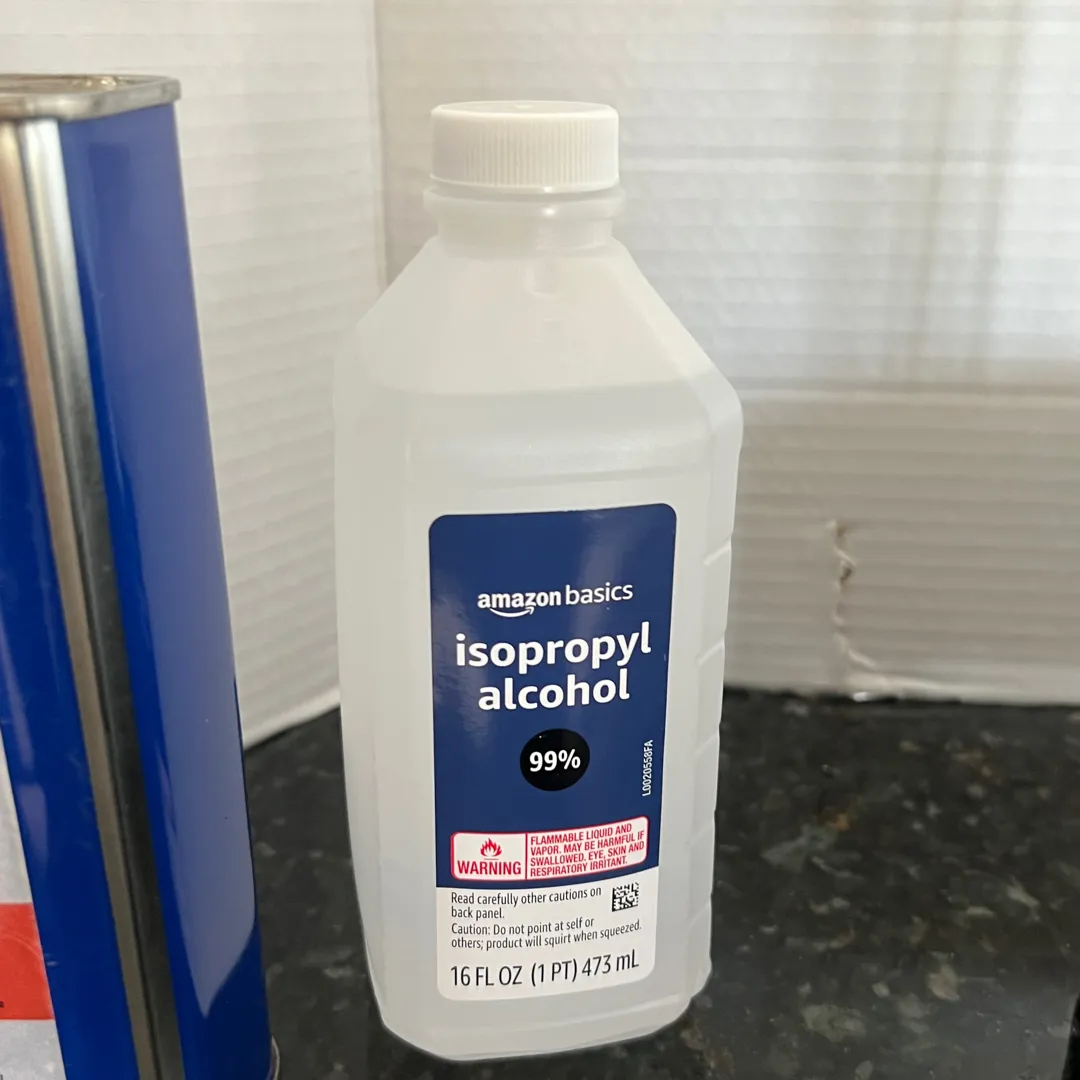 amazon basics
isopropyl
alcohol
99%
L0020558FA
WARNING
FLAMMABLE LIQUID AND
VAPOR. MAY BE HARMFUL IF
SWALLOWED. EYE, SKIN AND
RESPIRATORY IRRITANT.
Read carefully other cautions on
back panel.
Caution: Do not point at self or
others; product will squirt when squeezed.
16 FL OZ (1 PT) 473 mL